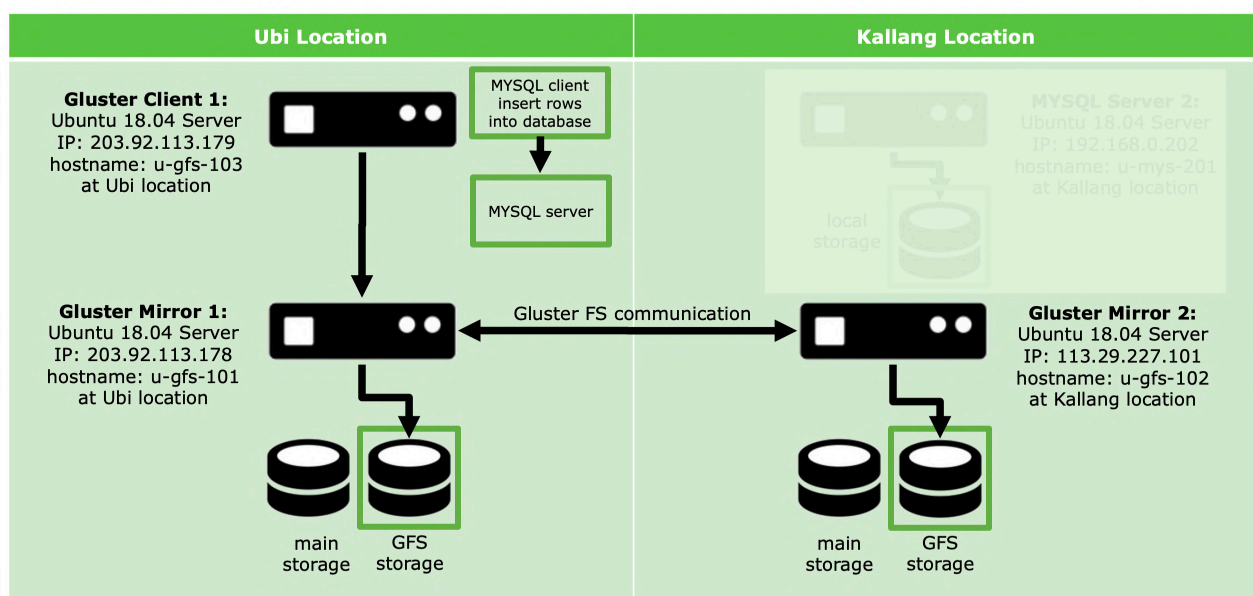 Ubi Location
Kallang Location
Gluster Client 1:
Ubuntu 18.04 Server
IP: 203.92.113.179
hostname: u-gfs-103
at Ubi location
MYSQL client
insert rows
into database
MYSQL server
MYSQL Server 2:
Ubuntu 18.04 Server
IP: 192.168.0.202
hostname: u-mys-201
at Kallang location
local
storage
Gluster Mirror 1:
Ubuntu 18.04 Server
IP: 203.92.113.178
hostname: u-gfs-101
at Ubi location
Gluster FS communication
Gluster Mirror 2:
Ubuntu 18.04 Server
IP: 113.29.227.101
hostname: u-gfs-102
at Kallang location
main
storage
GFS
storage
main
storage
GFS
storage